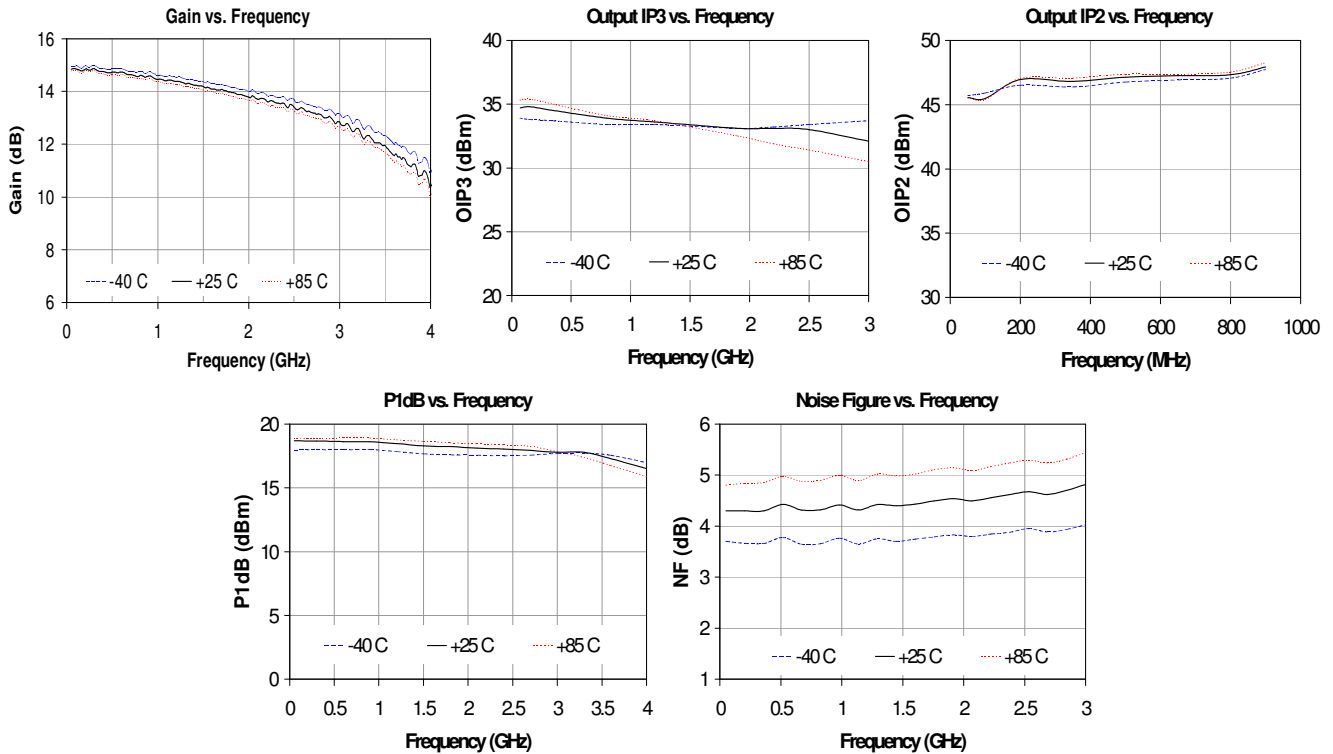 Gain vs. Frequency
16
14
12
10
8
6
Gain (dB)
-40 C +25 C +85 C
0 1 2 3 4
Frequency (GHz)
Output IP3 vs. Frequency
40
35
30
25
20
OIP3 (dBm)
-40 C +25 C +85 C
0 0.5 1 1.5 2 2.5 3
Frequency (GHz)
Output IP2 vs. Frequency
50
45
40
35
30
OIP2 (dBm)
-40 C +25 C +85 C
0 200 400 600 800 1000
Frequency (MHz)
P1dB vs. Frequency
20
15
10
5
0
P1dB (dBm)
-40 C +25 C +85 C
0 0.5 1 1.5 2 2.5 3 3.5 4
Frequency (GHz)
Noise Figure vs. Frequency
6
5
4
3
2
1
NF (dB)
-40 C +25 C +85 C
0 0.5 1 1.5 2 2.5 3
Frequency (GHz)